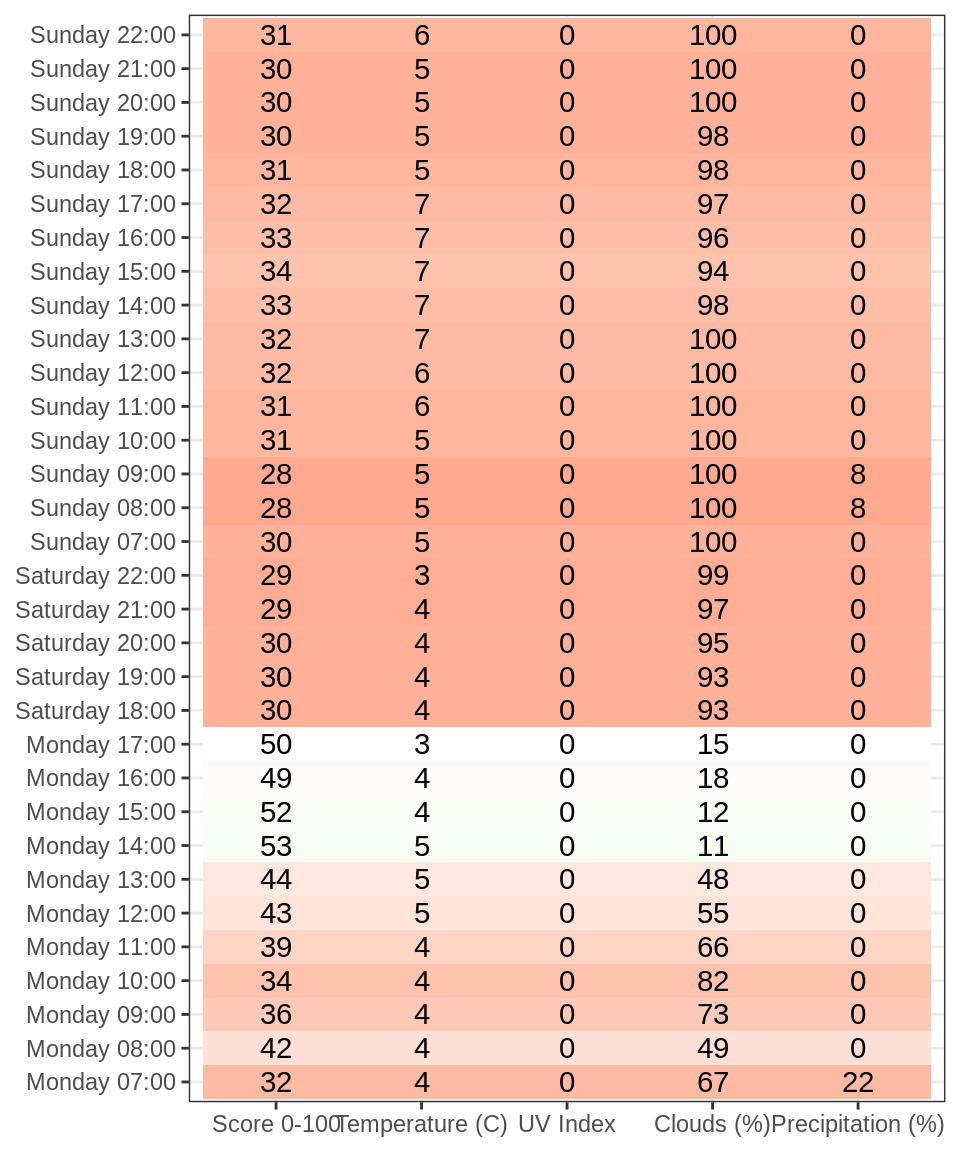 Sunday 22:00 31 6 0 100 0
Sunday 21:00 30 5 0 100 0
Sunday 20:00 30 5 0 100 0
Sunday 19:00 30 5 0 98 0
Sunday 18:00 31 5 0 98 0
Sunday 17:00 32 7 0 97 0
Sunday 16:00 33 7 0 96 0
Sunday 15:00 34 7 0 94 0
Sunday 14:00 33 7 0 98 0
Sunday 13:00 32 7 0 100 0
Sunday 12:00 32 6 0 100 0
Sunday 11:00 31 6 0 100 0
Sunday 10:00 31 5 0 100 0
Sunday 09:00 28 5 0 100 8
Sunday 08:00 28 5 0 100 8
Sunday 07:00 30 5 0 100 0
Saturday 22:00 29 3 0 99 0
Saturday 21:00 29 4 0 97 0
Saturday 20:00 30 4 0 95 0
Saturday 19:00 30 4 0 93 0
Saturday 18:00 30 4 0 93 0
Monday 17:00 50 3 0 15 0
Monday 16:00 49 4 0 18 0
Monday 15:00 52 4 0 12 0
Monday 14:00 53 5 0 11 0
Monday 13:00 44 5 0 48 0
Monday 12:00 43 5 0 55 0
Monday 11:00 39 4 0 66 0
Monday 10:00 34 4 0 82 0
Monday 09:00 36 4 0 73 0
Monday 08:00 42 4 0 49 0
Monday 07:00 32 4 0 67 22
Score 0-100 Temperature (C) UV Index Clouds (%) Precipitation (%)